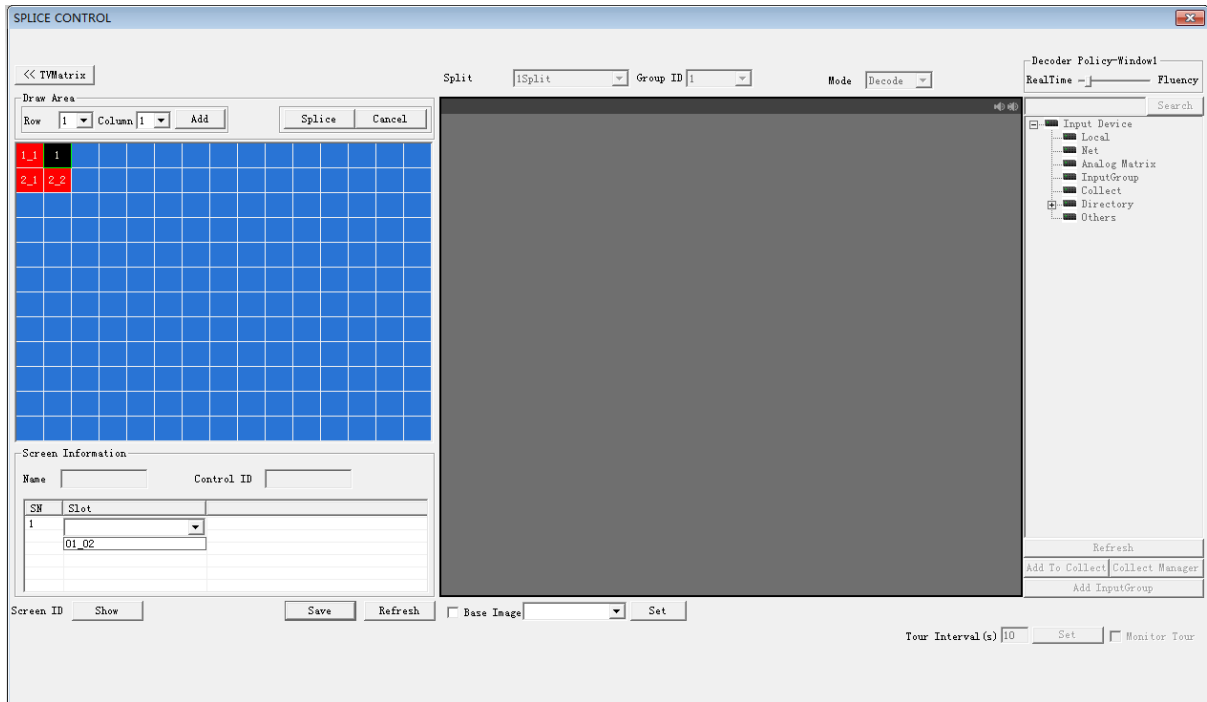 SPLICE CONTROL
<< TVMatrix
Split 1Split Group ID 1 Mode Decode
Decoder Policy-Window1
RealTime Fluency
Draw Area
Row 1 Column 1 Add Splice Cancel
Search
1_1 1
2_1 2_2
Input Device
Local
Net
Analog Matrix
InputGroup
Collect
Directory
Others
Screen Information
Name Control ID
SN Slot
1
01_02
Refresh
Add To Collect Collect Manager
Add InputGroup
Screen ID Show Save Refresh
Base Image Set
Tour Interval(s) 10 Set Monitor Tour